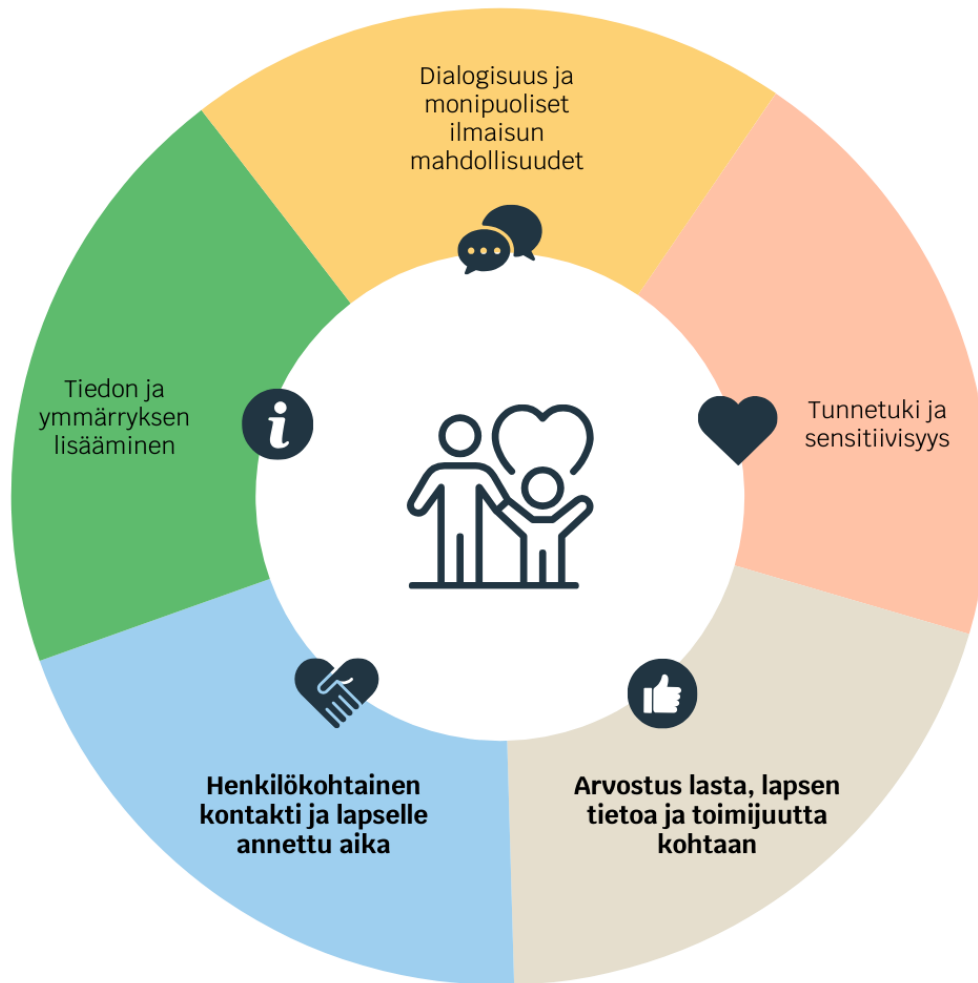 Dialogisuus ja
monipuoliset
ilmaisun
mahdollisuudet
Tunnetuki ja
sensitiivisyys
Arvostus lasta, lapsen
tietoa ja toimijuutta
kohtaan
Henkilökohtainen
kontakti ja lapselle
annettu aika
Tiedon ja
ymmärryksen
lisääminen